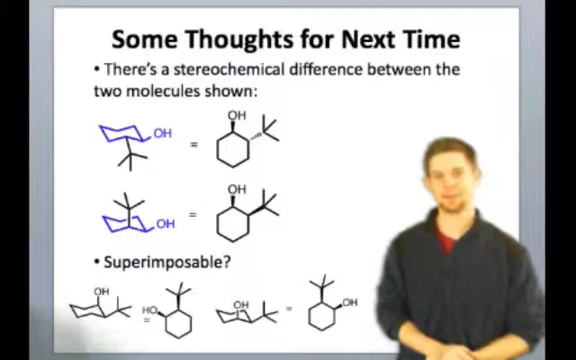 Some Thoughts for Next Time
• There's a stereochemical difference between the
two molecules shown:
OH = OH
OH = OH
• Superimposable?
OH HO = OH = OH